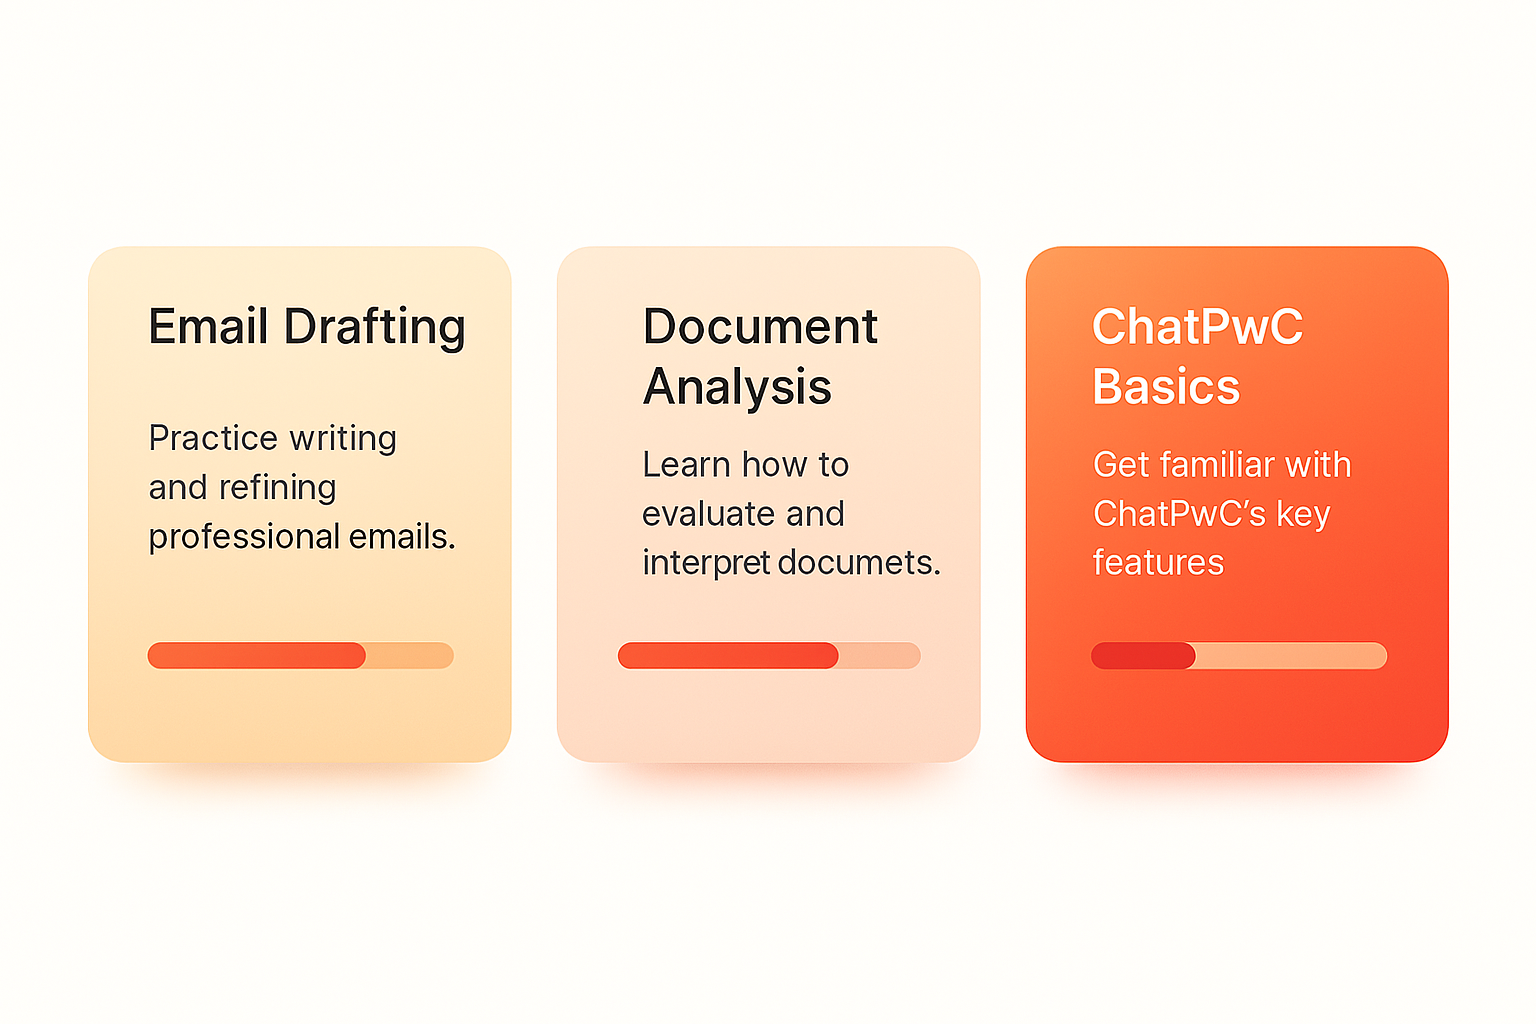 Email Drafting
Practice writing
and refining
professional emails.
Document
Analysis
Learn how to
evaluate and
interpret documets.
ChatPwC
Basics
Get familiar with
ChatPwC’s key
features